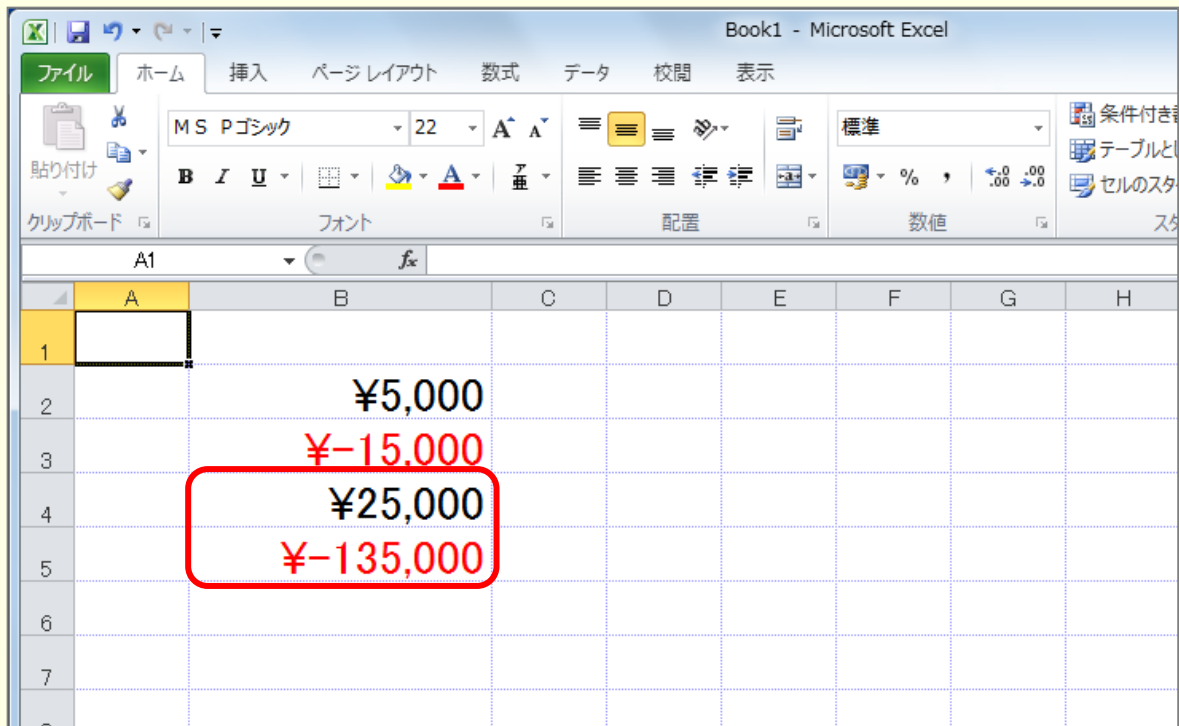 Book1 - Microsoft Excel
ファイル ホーム 挿入 ページ レイアウト 数式 データ 校閲 表示
MS Pゴシック 22 標準 条件付き
貼り付け B I U A ア亜 % , テーブルとし
セルのスタ
クリップボード フォント 配置 数値 スタ
A1 fx
A B C D E F G H
1
2 ¥5,000
3 ¥-15,000
4 ¥25,000
5 ¥-135,000
6
7